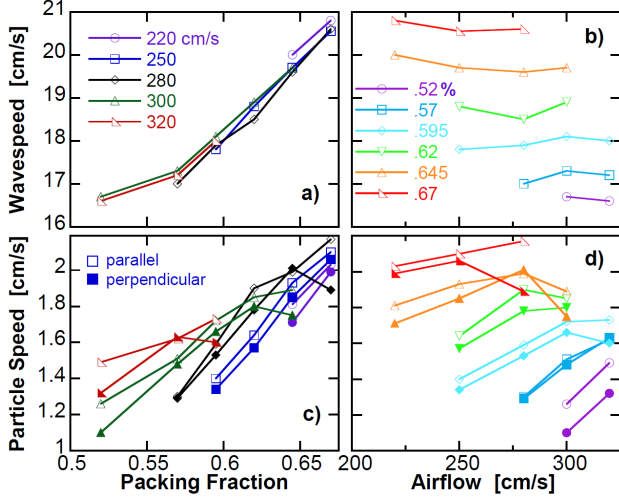 21
20
19
18
17
16
Wavespeed [cm/s]
220 cm/s
250
280
300
320
a)
b)
.52%
.57
.595
.62
.645
.67
2
1.8
1.6
1.4
1.2
1
Particle Speed [cm/s]
parallel
perpendicular
c)
d)
0.5
0.55
0.6
0.65
Packing Fraction
200
250
300
Airflow [cm/s]